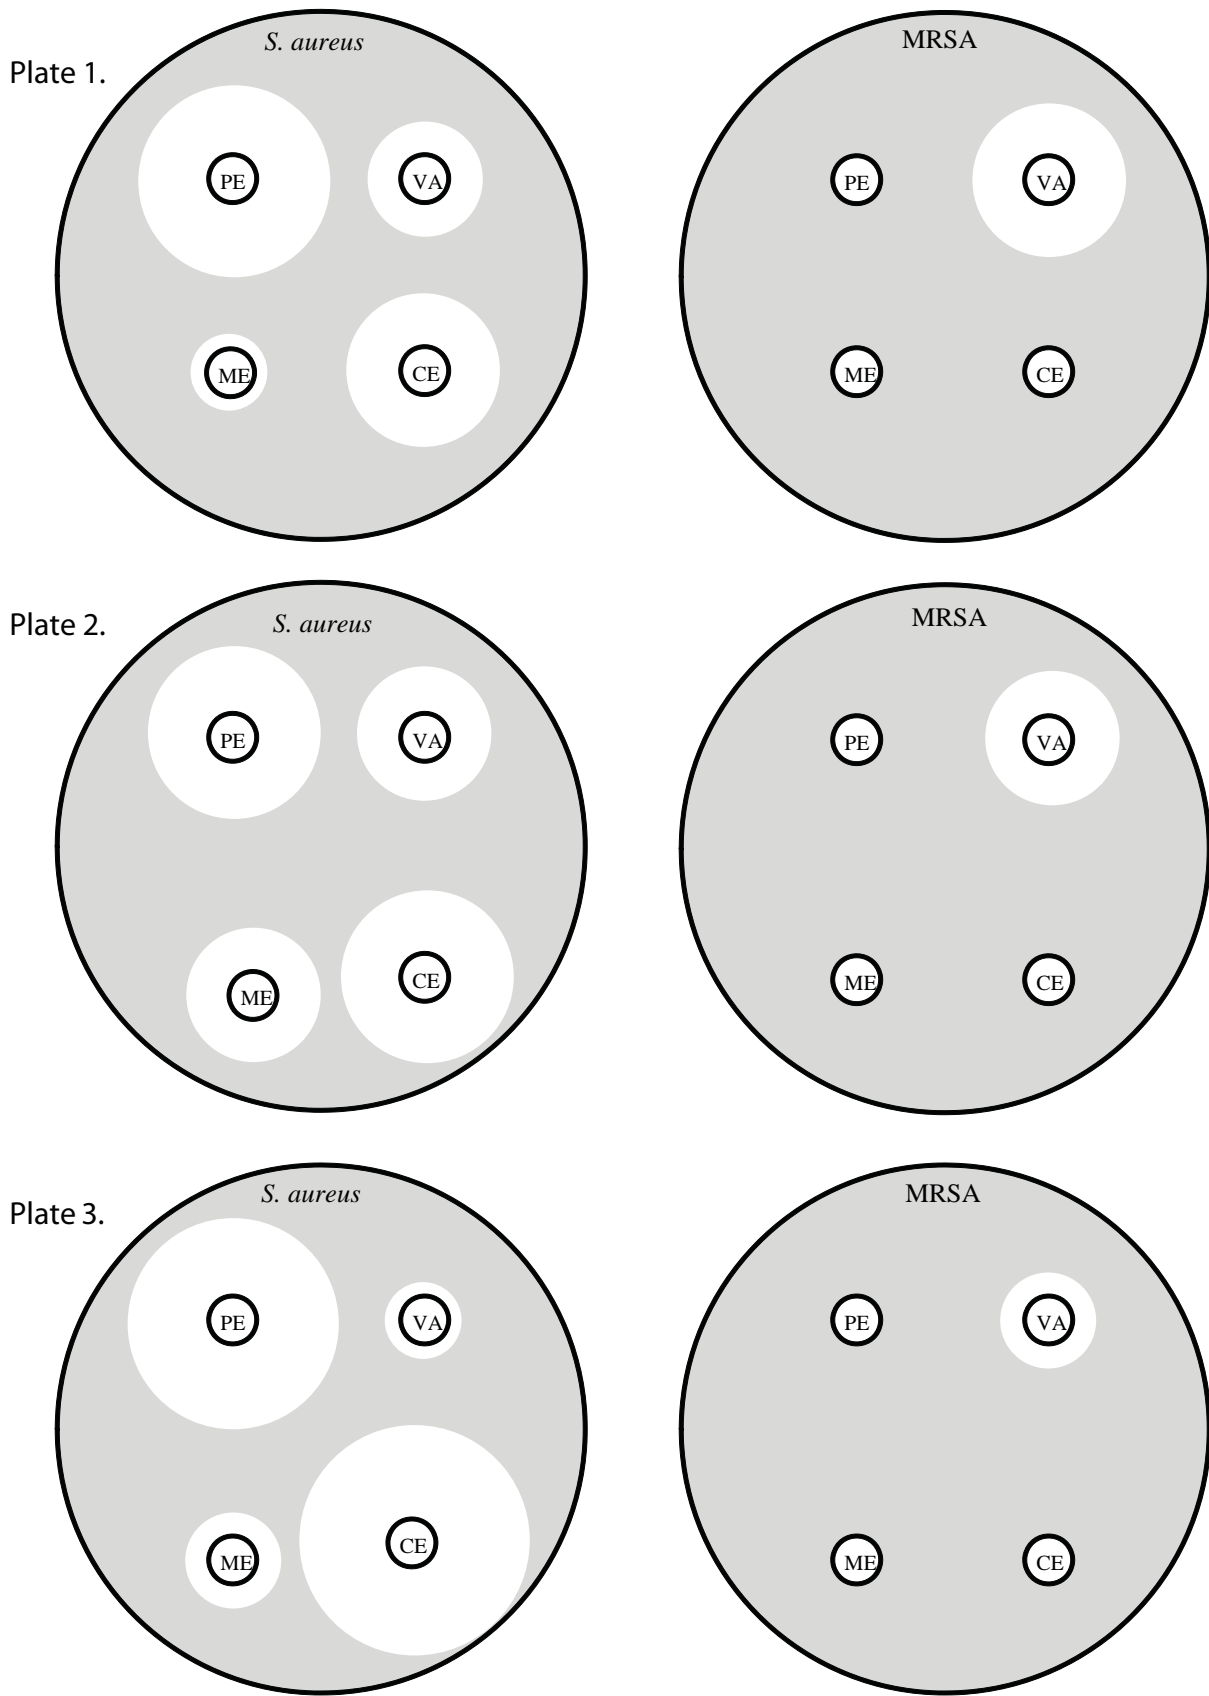 Plate 1.
S. aureus
PE
VA
ME
CE
MRSA
PE
VA
ME
CE
Plate 2.
S. aureus
PE
VA
ME
CE
MRSA
PE
VA
ME
CE
Plate 3.
S. aureus
PE
VA
ME
CE
MRSA
PE
VA
ME
CE